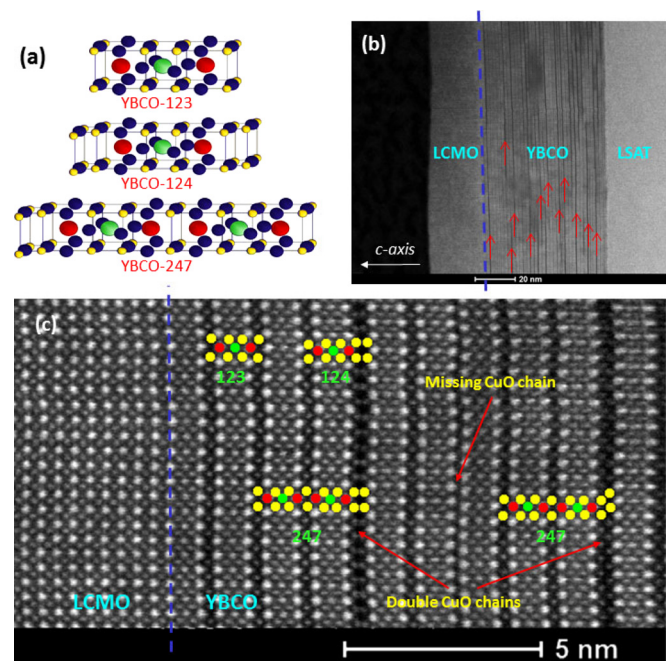 (a)
YBCO-123
YBCO-124
YBCO-247
(b)
LCMO
YBCO
LSAT
c-axis
20 nm
(c)
123
124
Missing CuO chain
247
247
LCMO
YBCO
Double CuO chains
5 nm